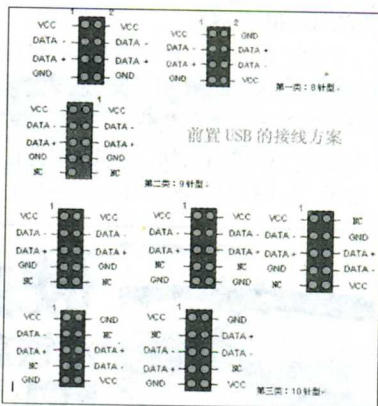 1 2 1
VCC VCC VCC GND
DATA - DATA - DATA - DATA +
DATA + DATA + DATA + DATA -
GND GND GND VCC
第一类：8针型.
1
VCC VCC
DATA - DATA -
DATA + DATA +
GND GND
NC
前置 USB 的接线方案
第二类：9针型.
1 1 1
VCC VCC VCC VCC VCC NC
DATA - DATA - DATA - DATA - DATA - GND
DATA + DATA + DATA + DATA + DATA + DATA +
GND GND GND NC GND DATA -
NC NC NC GND NC VCC
1 1
VCC GND VCC GND
DATA - NC NC DATA +
DATA + DATA + DATA - DATA -
NC DATA - DATA + NC
GND VCC GND VCC
第三类：10针型.